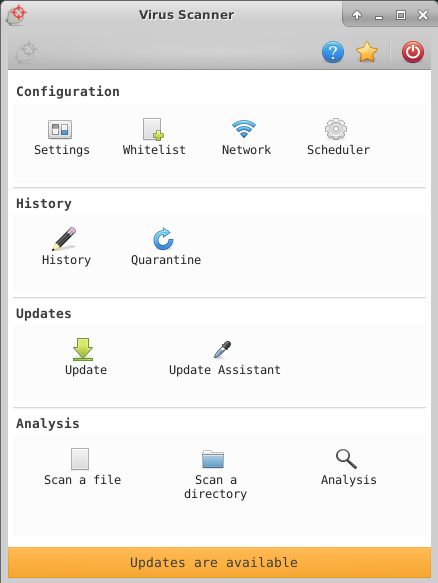 Virus Scanner
?
Configuration
Settings
Whitelist
Network
Scheduler
History
History
Quarantine
Updates
Update
Update Assistant
Analysis
Scan a file
Scan a
directory
Analysis
Updates are available